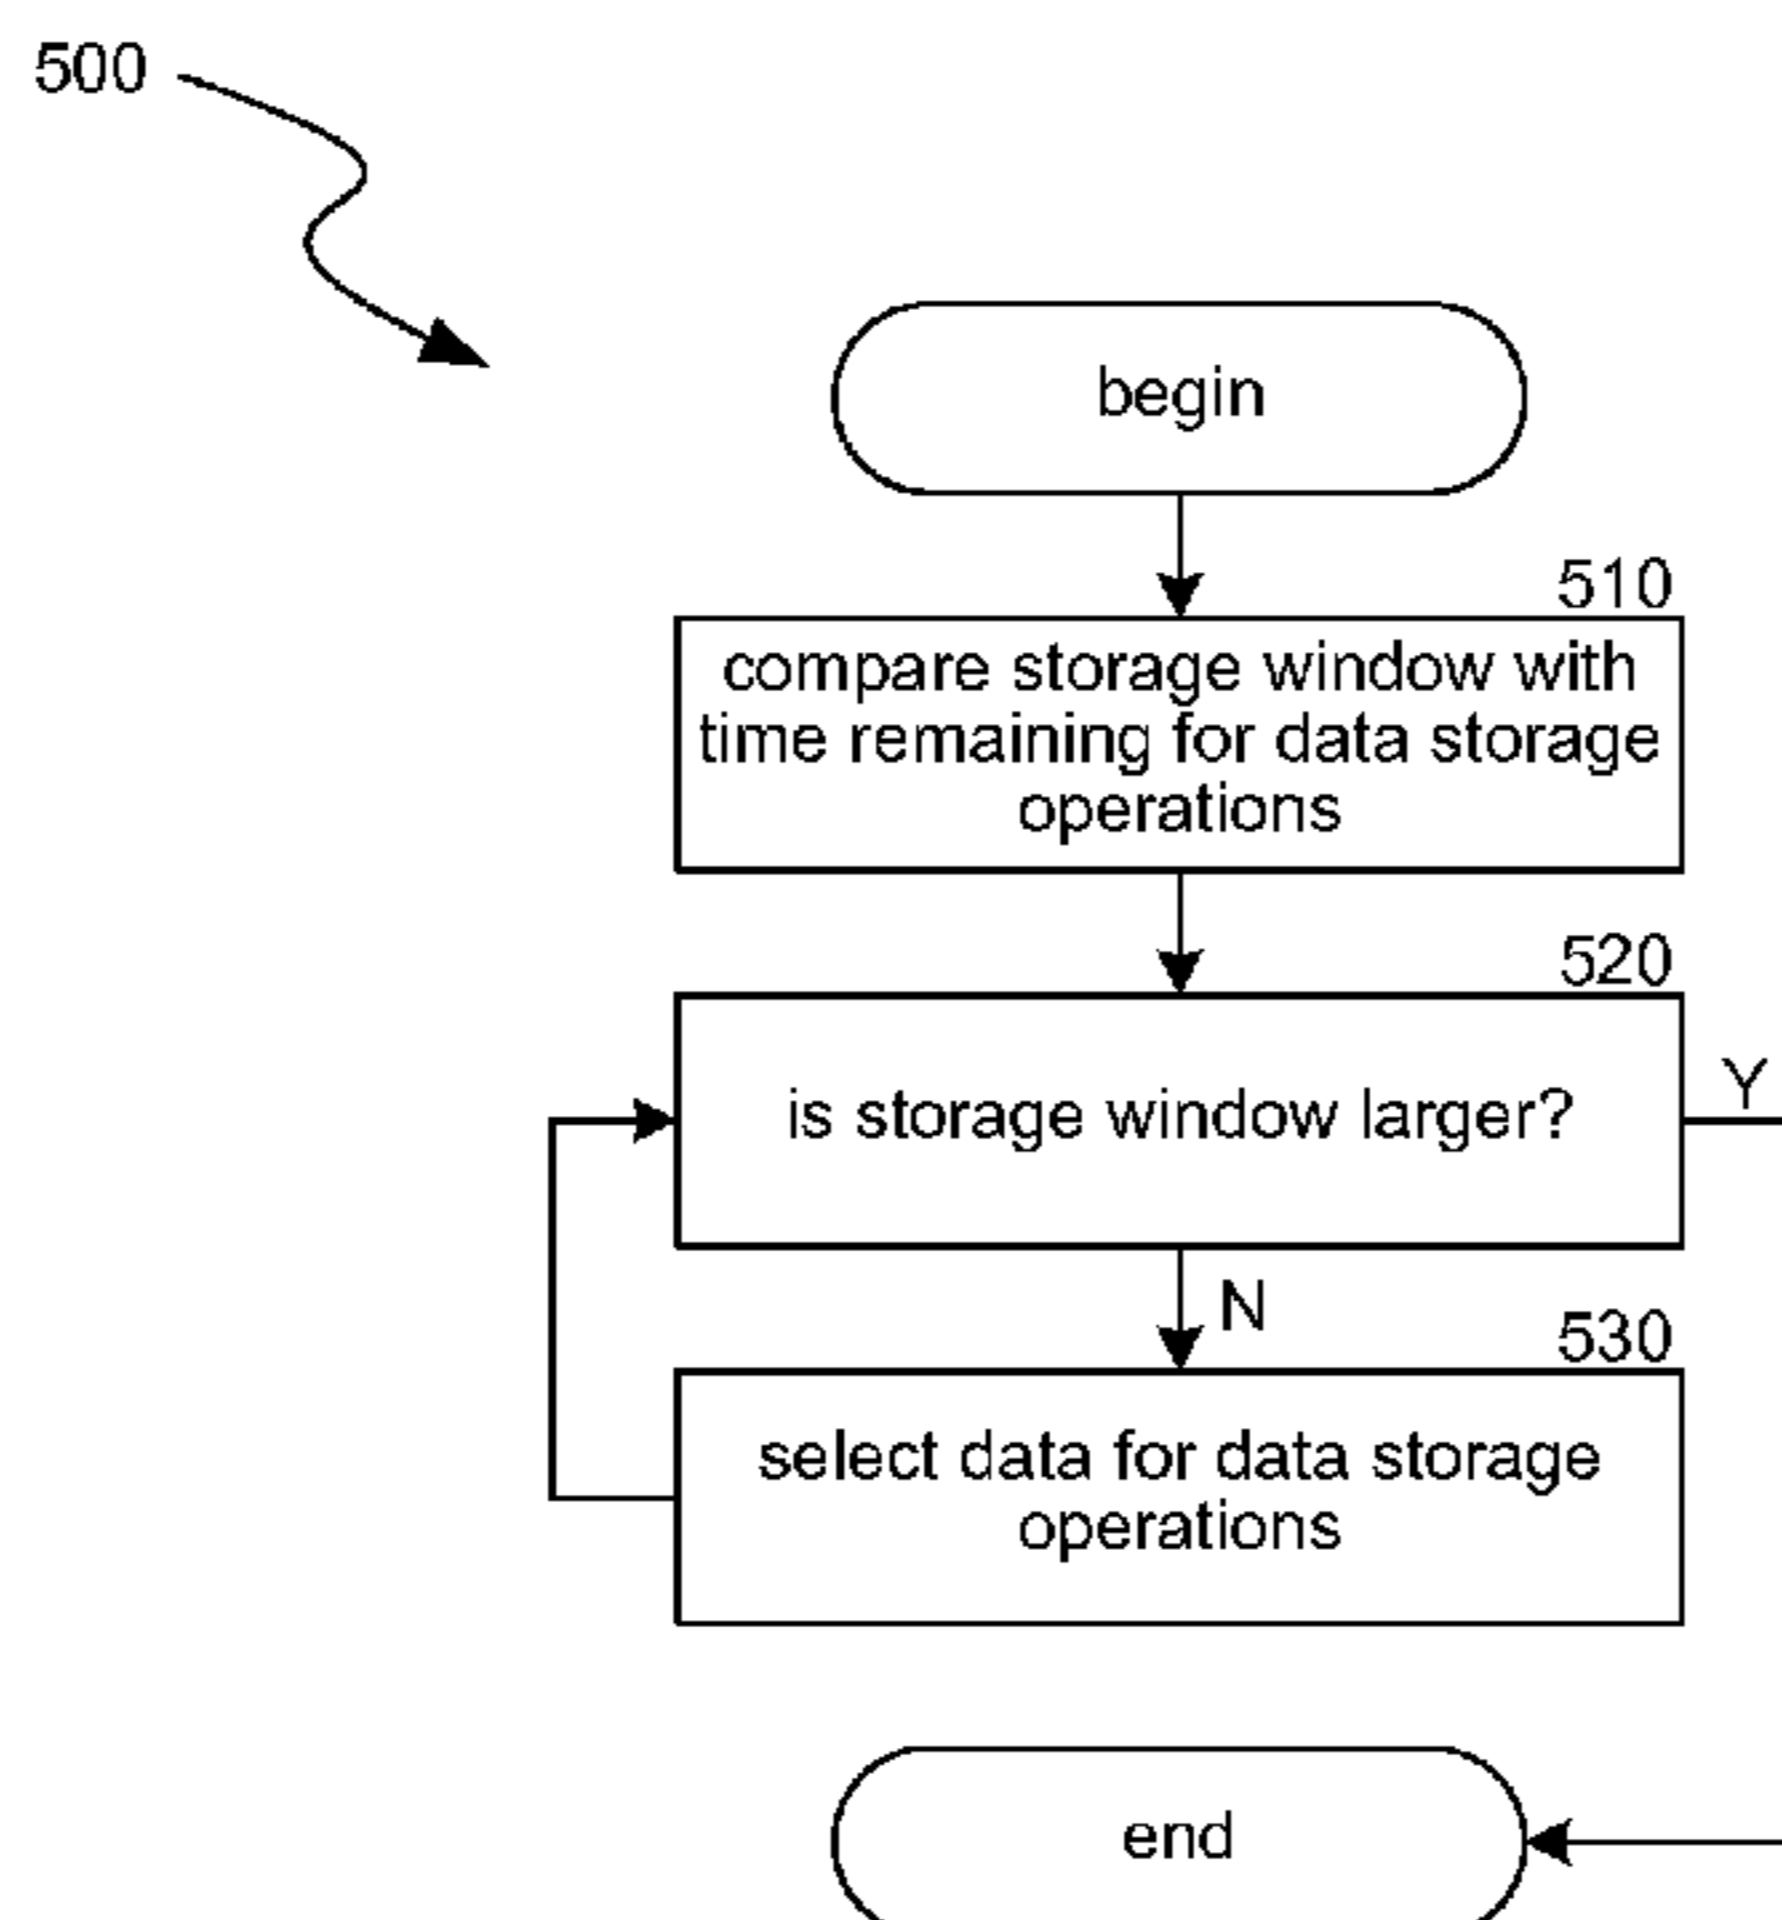 500
begin
510
compare storage window with
time remaining for data storage
operations
520
is storage window larger?
Y
N
530
select data for data storage
operations
end